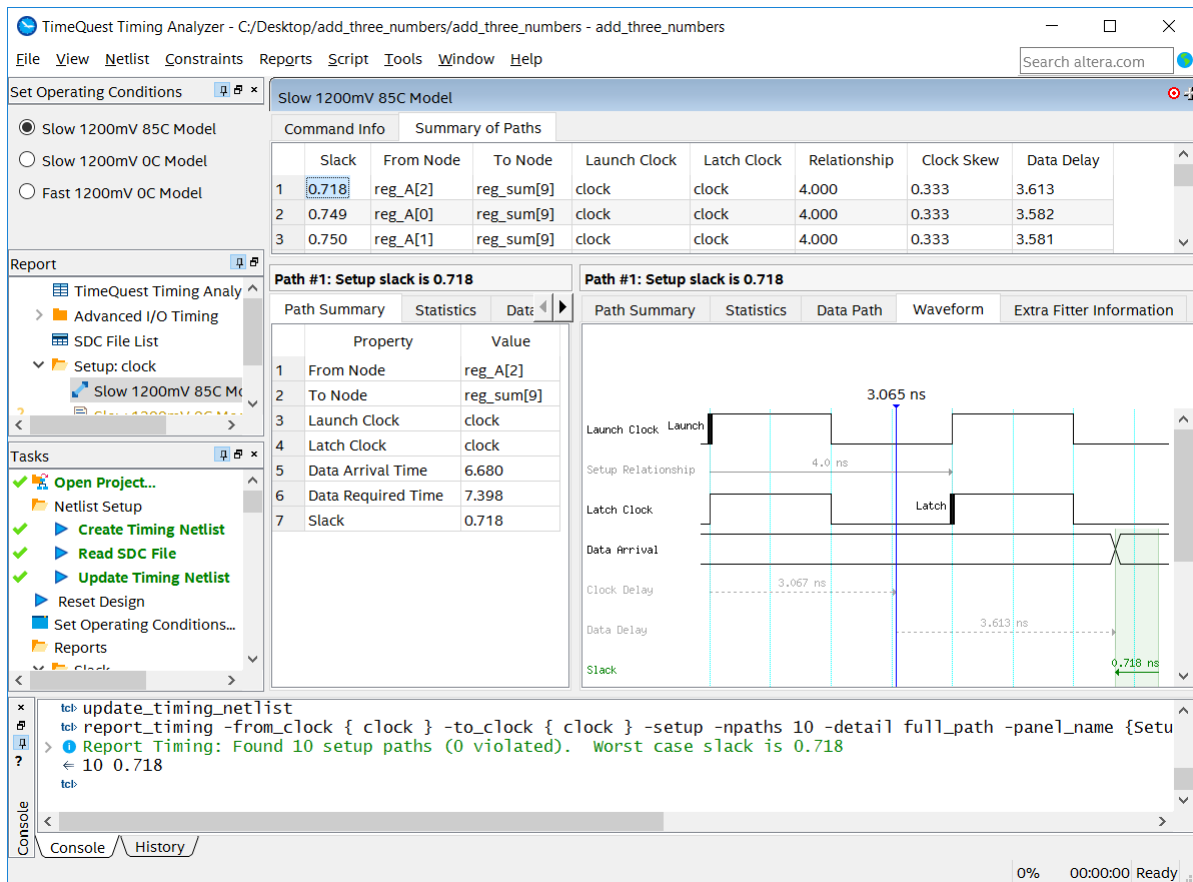 TimeQuest Timing Analyzer - C:/Desktop/add_three_numbers/add_three_numbers - add_three_numbers
File View Netlist Constraints Reports Script Tools Window Help
Search altera.com
Set Operating Conditions
Slow 1200mV 85C Model
Slow 1200mV 0C Model
Fast 1200mV 0C Model
Report
TimeQuest Timing Analy
Advanced I/O Timing
SDC File List
Setup: clock
Slow 1200mV 85C Mo
Slow 1200mV 0C Mo
Tasks
Open Project...
Netlist Setup
Create Timing Netlist
Read SDC File
Update Timing Netlist
Reset Design
Set Operating Conditions...
Reports
Slack
Slow 1200mV 85C Model
Command Info Summary of Paths
Slack From Node To Node Launch Clock Latch Clock Relationship Clock Skew Data Delay
1 0.718 reg_A[2] reg_sum[9] clock clock 4.000 0.333 3.613
2 0.749 reg_A[0] reg_sum[9] clock clock 4.000 0.333 3.582
3 0.750 reg_A[1] reg_sum[9] clock clock 4.000 0.333 3.581
Path #1: Setup slack is 0.718
Path Summary Statistics Data
Property Value
1 From Node reg_A[2]
2 To Node reg_sum[9]
3 Launch Clock clock
4 Latch Clock clock
5 Data Arrival Time 6.680
6 Data Required Time 7.398
7 Slack 0.718
Path #1: Setup slack is 0.718
Path Summary Statistics Data Path Waveform Extra Fitter Information
3.065 ns
Launch Clock Launch
Setup Relationship 4.0 ns
Latch Clock Latch
Data Arrival
Clock Delay 3.067 ns
Data Delay 3.613 ns
Slack 0.718 ns
tcl> update_timing_netlist
tcl> report_timing -from_clock { clock } -to_clock { clock } -setup -npaths 10 -detail full_path -panel_name {Setu
Report Timing: Found 10 setup paths (0 violated). Worst case slack is 0.718
10 0.718
tcl>
Console
Console History
0% 00:00:00 Ready